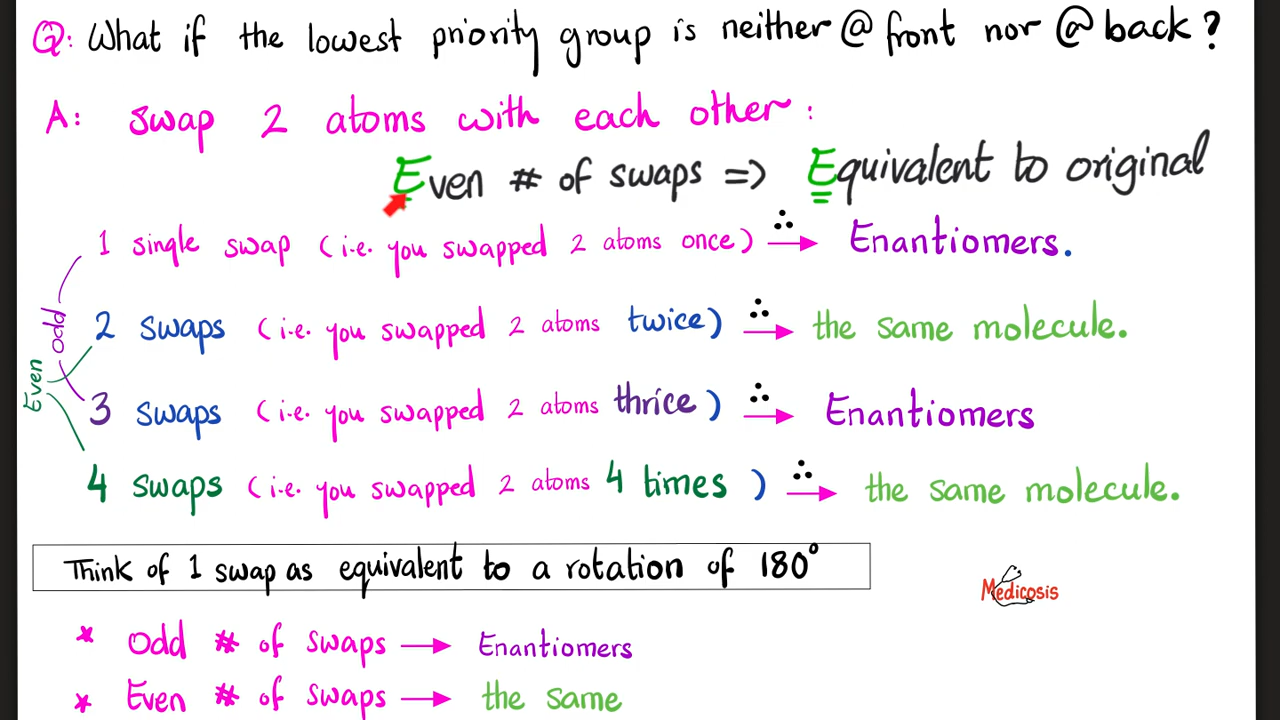 Q: What if the lowest priority group is neither @ front nor @ back?
A: Swap 2 atoms with each other:
Even # of swaps => Equivalent to original
1 single swap (i.e. you swapped 2 atoms once) ∴ → Enantiomers.
2 swaps (i.e. you swapped 2 atoms twice) ∴ → the same molecule.
3 swaps (i.e. you swapped 2 atoms thrice) ∴ → Enantiomers
4 swaps (i.e. you swapped 2 atoms 4 times) ∴ → the same molecule.
odd
Even
Think of 1 swap as equivalent to a rotation of 180°
Medicosis
* Odd # of swaps → Enantiomers
* Even # of swaps → the same